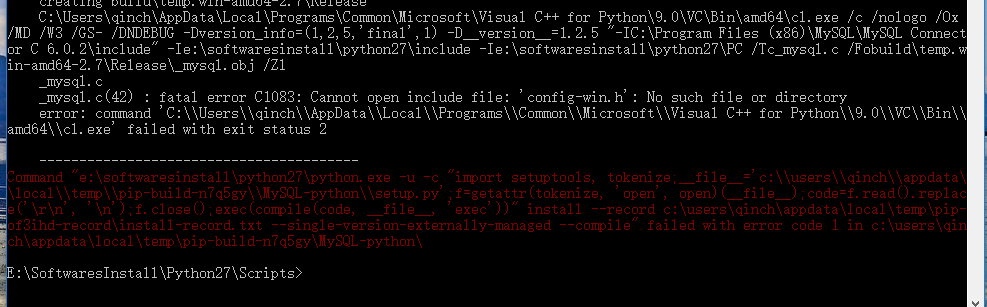 creating build\temp.win-amd64-2.7\Release
C:\Users\qinch\AppData\Local\Programs\Common\Microsoft\Visual C++ for Python\9.0\VC\Bin\amd64\cl.exe /c /nologo /Ox
/MD /W3 /GS- /DNDEBUG -Dversion_info=(1,2,5,'final',1) -D__version__=1.2.5 "-IC:\Program Files (x86)\MySQL\MySQL Connect
or C 6.0.2\include" -Ie:\softwaresinstall\python27\include -Ie:\softwaresinstall\python27\PC /Tc_mysql.c /Fobuild\temp.w
in-amd64-2.7\Release\_mysql.obj /Zl
_mysql.c
_mysql.c(42) : fatal error C1083: Cannot open include file: 'config-win.h': No such file or directory
error: command 'C:\\Users\\qinch\\AppData\\Local\\Programs\\Common\\Microsoft\\Visual C++ for Python\\9.0\\VC\\Bin\\
amd64\\cl.exe' failed with exit status 2
----------------------------------------
Command "e:\softwaresinstall\python27\python.exe -u -c "import setuptools, tokenize;__file__='c:\\users\\qinch\\appdata
\\local\\temp\\pip-build-n7q5gy\\MySQL-python\\setup.py';f=getattr(tokenize, 'open', open)(__file__);code=f.read().replac
e('\r\n', '\n');f.close();exec(compile(code, __file__, 'exec'))" install --record c:\users\qinch\appdata\local\temp\pip-
of3ihd-record\install-record.txt --single-version-externally-managed --compile" failed with error code 1 in c:\users\qin
ch\appdata\local\temp\pip-build-n7q5gy\MySQL-python\
E:\SoftwaresInstall\Python27\Scripts>